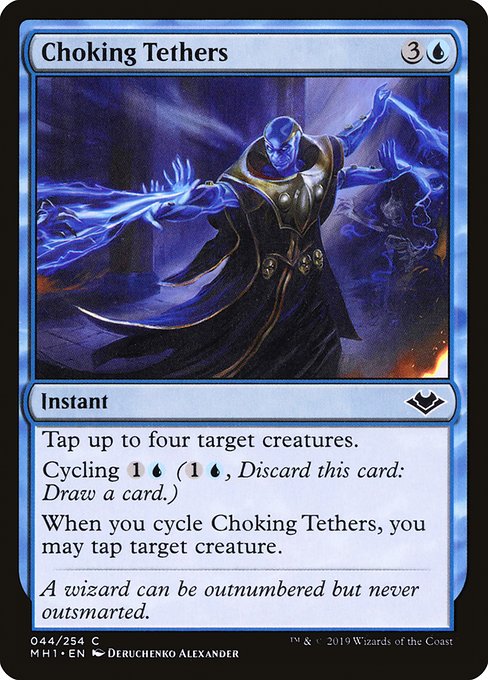 Choking Tethers 3
Instant
Tap up to four target creatures.
Cycling 1 (1, Discard this card:
Draw a card.)
When you cycle Choking Tethers, you
may tap target creature.
A wizard can be outnumbered but never
outsmarted.
044/254 C
MH1 • EN Deruchenko Alexander
™ & © 2019 Wizards of the Coast